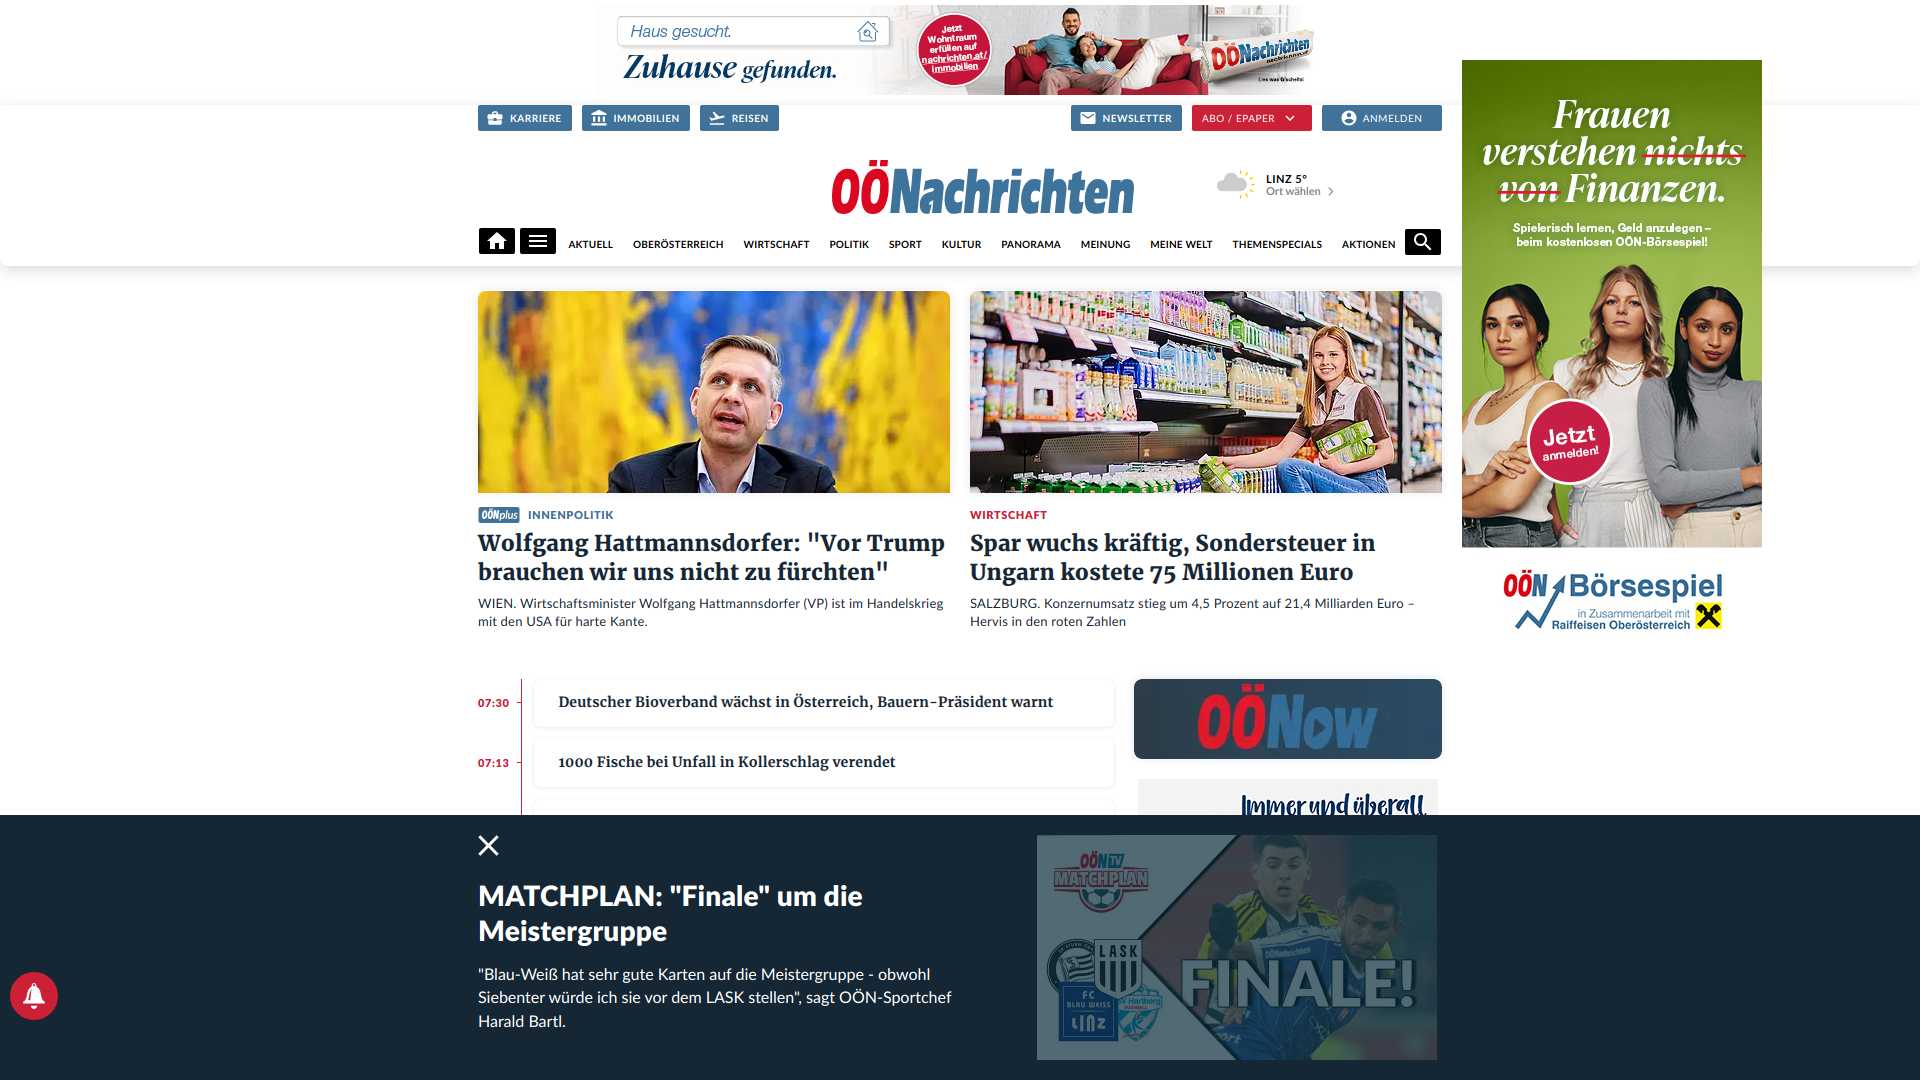 Haus gesucht.
Zuhause gefunden.
Jetzt
Wohntraum
erfüllen auf
nachrichten.at/
immobilien
OÖNachrichten
KARRIERE
IMMOBILIEN
REISEN
NEWSLETTER
ABO / EPAPER
ANMELDEN
OÖNachrichten
LINZ 5°
Ort wählen
AKTUELL
OBERÖSTERREICH
WIRTSCHAFT
POLITIK
SPORT
KULTUR
PANORAMA
MEINUNG
MEINE WELT
THEMENSPECIALS
AKTIONEN
Frauen
verstehen nichts
von Finanzen.
Spielerisch lernen, Geld anzulegen –
beim kostenlosen OÖN-Börsespiel!
Jetzt
anmelden!
OÖN Börsespiel
in Zusammenarbeit mit
Raiffeisen Oberösterreich
OÖNplus INNENPOLITIK
Wolfgang Hattmannsdorfer: "Vor Trump
brauchen wir uns nicht zu fürchten"
WIEN. Wirtschaftsminister Wolfgang Hattmannsdorfer (VP) ist im Handelskrieg
mit den USA für harte Kante.
WIRTSCHAFT
Spar wuchs kräftig, Sondersteuer in
Ungarn kostete 75 Millionen Euro
SALZBURG. Konzernumsatz stieg um 4,5 Prozent auf 21,4 Milliarden Euro –
Hervis in den roten Zahlen
07:30 Deutscher Bioverband wächst in Österreich, Bauern-Präsident warnt
07:13 1000 Fische bei Unfall in Kollerschlag verendet
OÖNow
Immer und überall
MATCHPLAN: "Finale" um die
Meistergruppe
"Blau-Weiß hat sehr gute Karten auf die Meistergruppe - obwohl
Siebenter würde ich sie vor dem LASK stellen", sagt OÖN-Sportchef
Harald Bartl.
OÖN TV
MATCHPLAN
LASK
FC
BLAU WEISS
LINZ
Hartberg
FINALE!